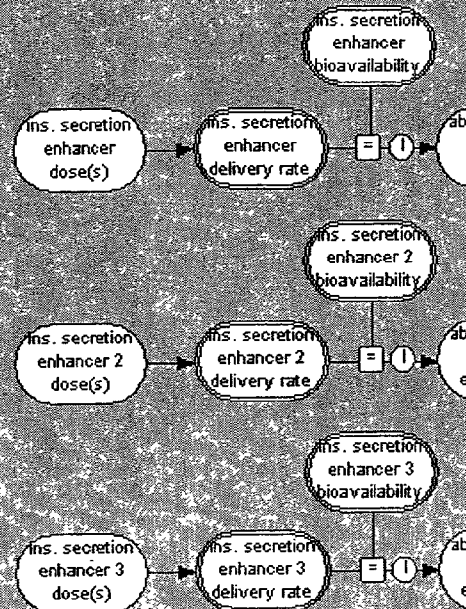 ins. secretion
enhancer
bioavailability
ins. secretion
enhancer
dose(s)
ins. secretion
enhancer
delivery rate
=
I
ab
ins. secretion
enhancer 2
bioavailability
ins. secretion
enhancer 2
dose(s)
ins. secretion
enhancer 2
delivery rate
=
I
ab
e
ins. secretion
enhancer 3
bioavailability
ins. secretion
enhancer 3
dose(s)
ins. secretion
enhancer 3
delivery rate
=
I
ab
e